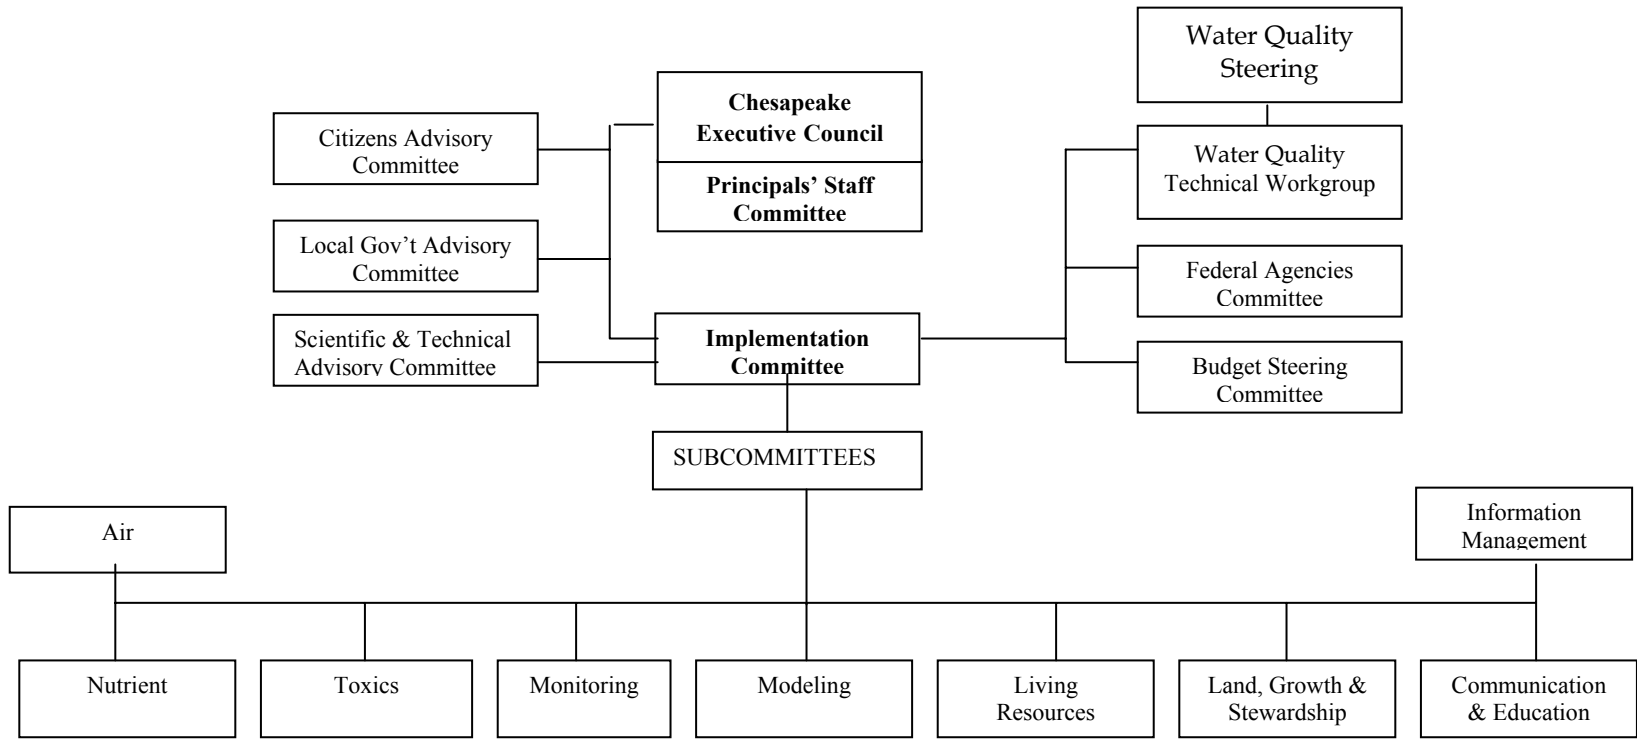 Water Quality
Steering
Chesapeake
Executive Council
Citizens Advisory
Committee
Water Quality
Technical Workgroup
Principals' Staff
Committee
Local Gov't Advisory
Committee
Federal Agencies
Committee
Scientific & Technical
Advisory Committee
Implementation
Committee
Budget Steering
Committee
SUBCOMMITTEES
Air
Information
Management
Nutrient
Toxics
Monitoring
Modeling
Living
Resources
Land, Growth &
Stewardship
Communication
& Education